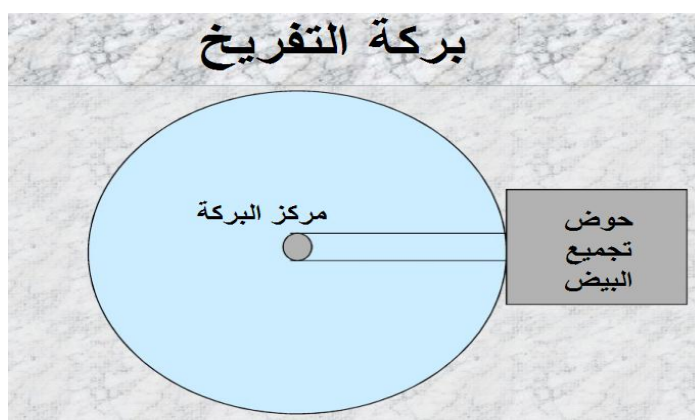 بركة التفريخ
مركز البركة
حوض
تجميع
البيض